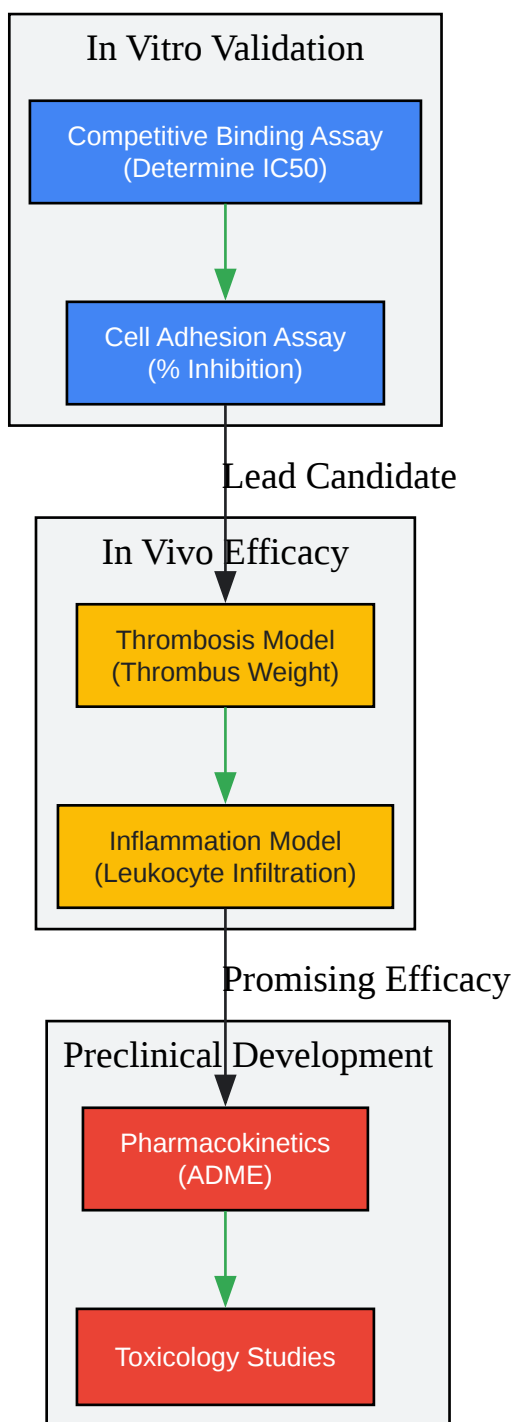 In Vitro Validation
Competitive Binding Assay
(Determine IC50)
Cell Adhesion Assay
(% Inhibition)
Lead Candidate
In Vivo Efficacy
Thrombosis Model
(Thrombus Weight)
Inflammation Model
(Leukocyte Infiltration)
Promising Efficacy
Preclinical Development
Pharmacokinetics
(ADME)
Toxicology Studies